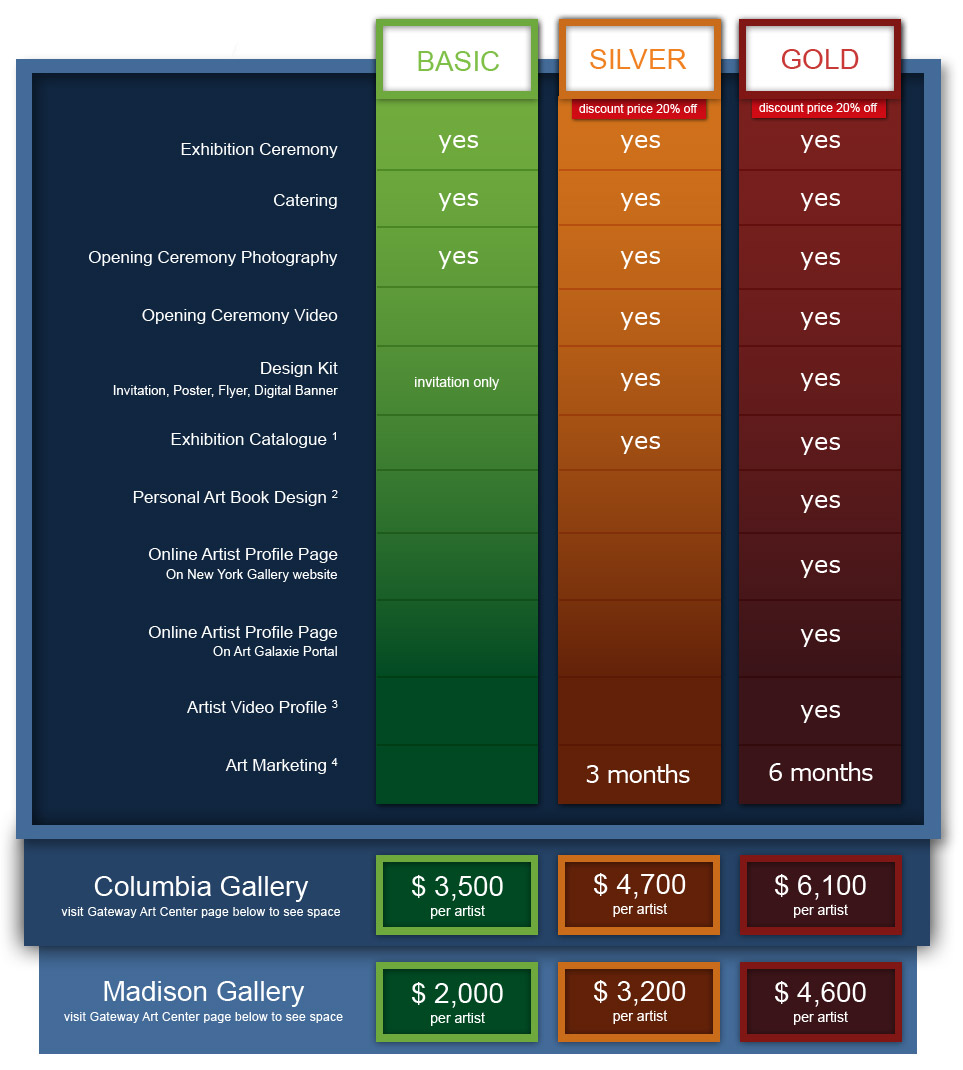 BASIC SILVER GOLD
discount price 20% off discount price 20% off
Exhibition Ceremony yes yes yes
Catering yes yes yes
Opening Ceremony Photography yes yes yes
Opening Ceremony Video yes yes
Design Kit
Invitation, Poster, Flyer, Digital Banner invitation only yes yes
Exhibition Catalogue ¹ yes yes
Personal Art Book Design ² yes
Online Artist Profile Page
On New York Gallery website yes
Online Artist Profile Page
On Art Galaxie Portal yes
Artist Video Profile ³ yes
Art Marketing ⁴ 3 months 6 months
Columbia Gallery $ 3,500 $ 4,700 $ 6,100
visit Gateway Art Center page below to see space per artist per artist per artist
Madison Gallery $ 2,000 $ 3,200 $ 4,600
visit Gateway Art Center page below to see space per artist per artist per artist